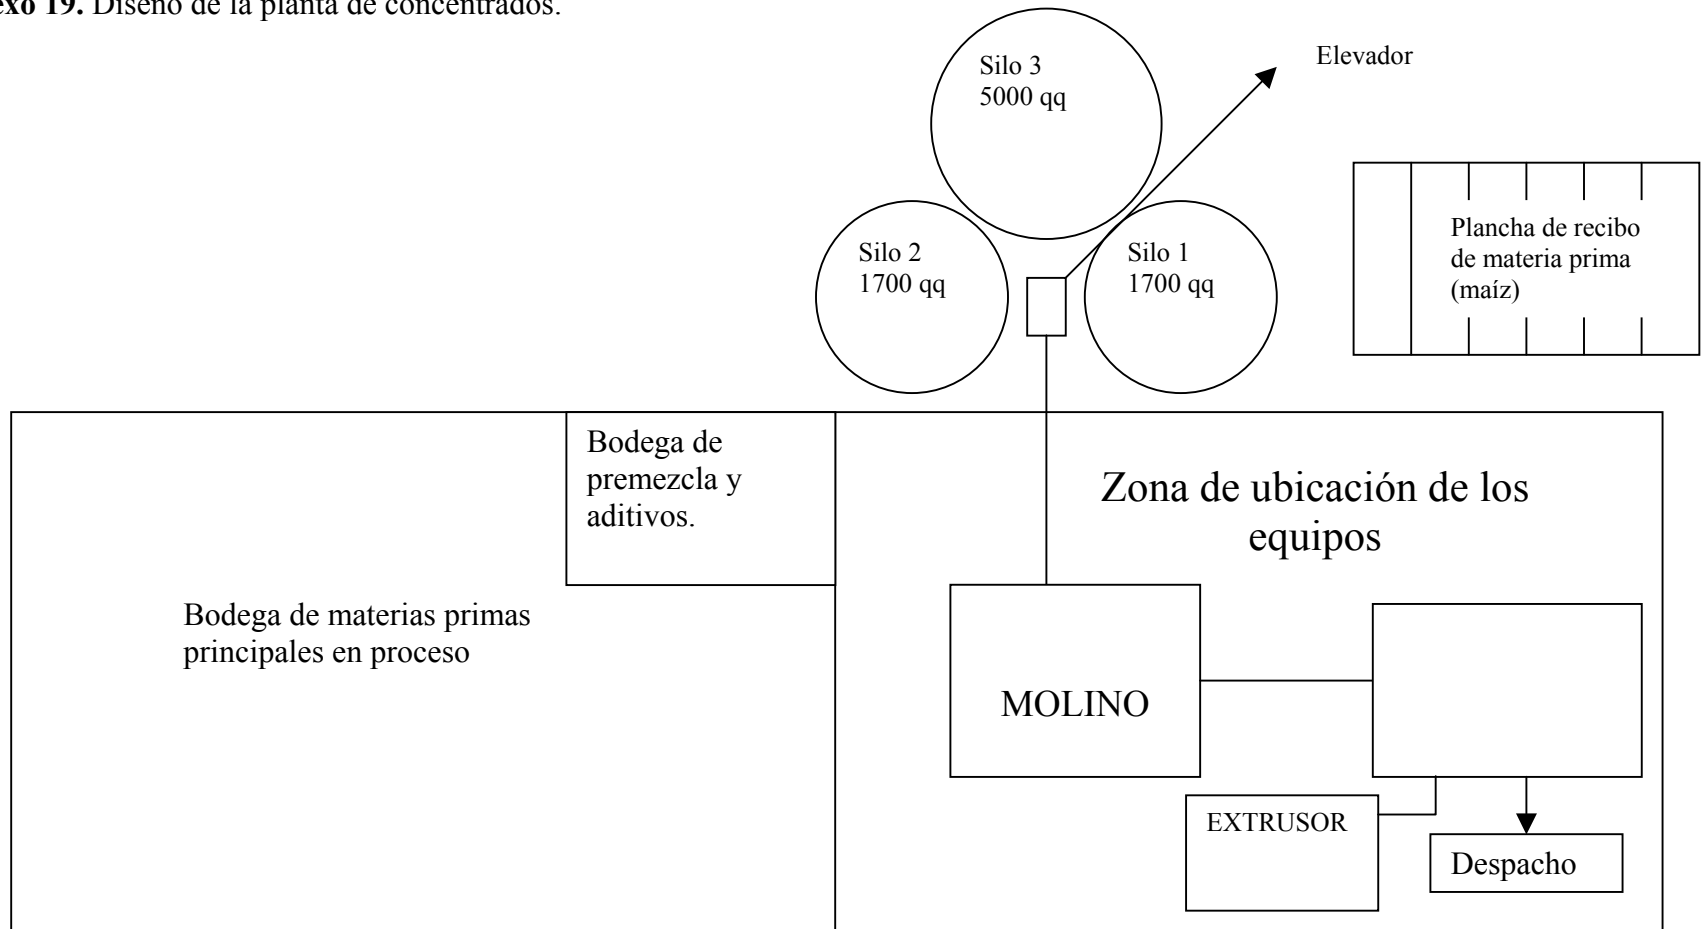 exo 19. Diseño de la planta de concentrados.
Elevador
Silo 3
5000 qq
Silo 2
1700 qq
Silo 1
1700 qq
Plancha de recibo
de materia prima
(maíz)
Bodega de
premezcla y
aditivos.
Zona de ubicación de los
equipos
Bodega de materias primas
principales en proceso
MOLINO
EXTRUSOR
Despacho